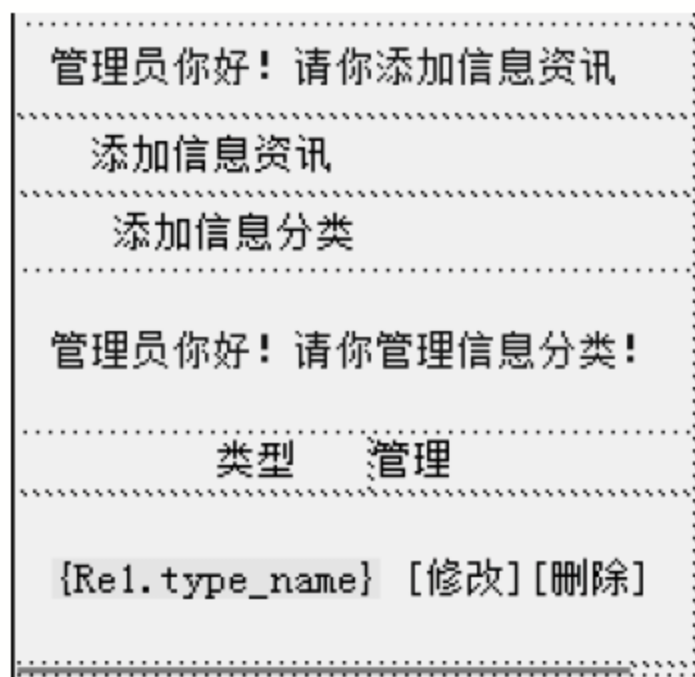 管理员你好！请你添加信息资讯
添加信息资讯
添加信息分类
管理员你好！请你管理信息分类！
类型 管理
{Re1.type_name} [修改][删除]